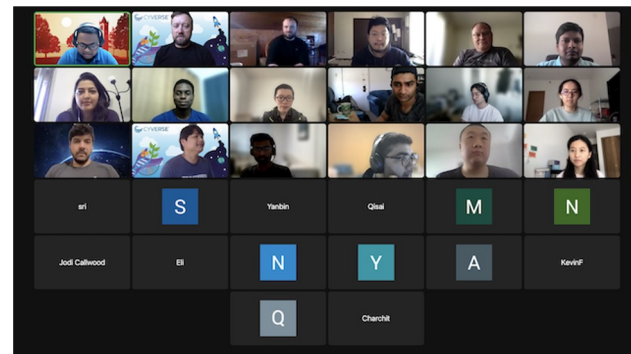 CYVERSE
CYVERSE
sri
S
Yanbin
Qisai
M
N
Jodi Callwood
Eli
N
Y
A
KevinF
Q
Charchit